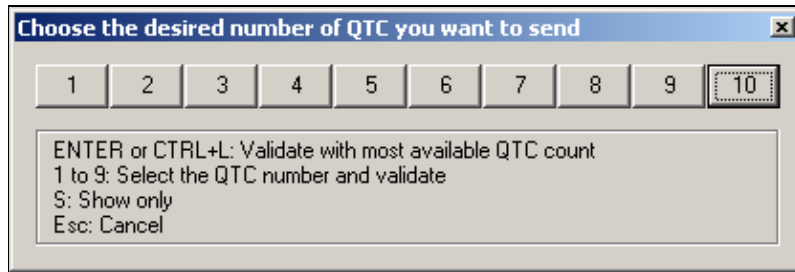 Choose the desired number of QTC you want to send
1 2 3 4 5 6 7 8 9 10
ENTER or CTRL+L: Validate with most available QTC count
1 to 9: Select the QTC number and validate
S: Show only
Esc: Cancel